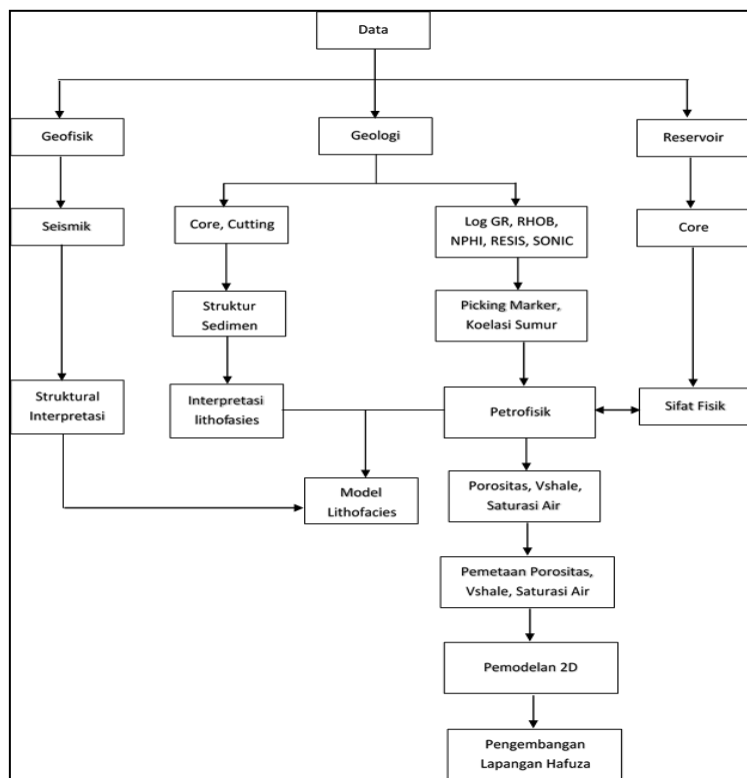 Data
Geofisik
Geologi
Reservoir
Seismik
Core, Cutting
Log GR, RHOB,
NPHI, RESIS, SONIC
Core
Struktur
Sedimen
Picking Marker,
Koelasi Sumur
Struktural
Interpretasi
Interpretasi
lithofasies
Petrofisik
Sifat Fisik
Model
Lithofacies
Porositas, Vshale,
Saturasi Air
Pemetaan Porositas,
Vshale, Saturasi Air
Pemodelan 2D
Pengembangan
Lapangan Hafuza